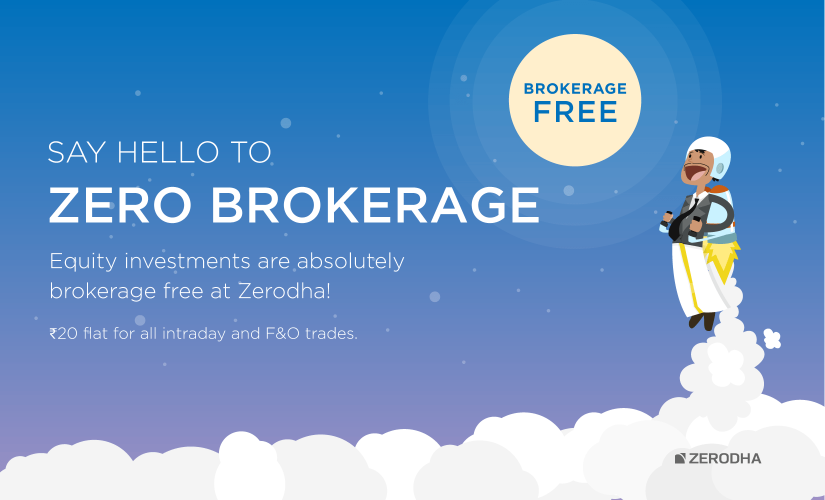 BROKERAGE
FREE
SAY HELLO TO
ZERO BROKERAGE
Equity investments are absolutely
brokerage free at Zerodha!
₹20 flat for all intraday and F&O trades.
ZERODHA